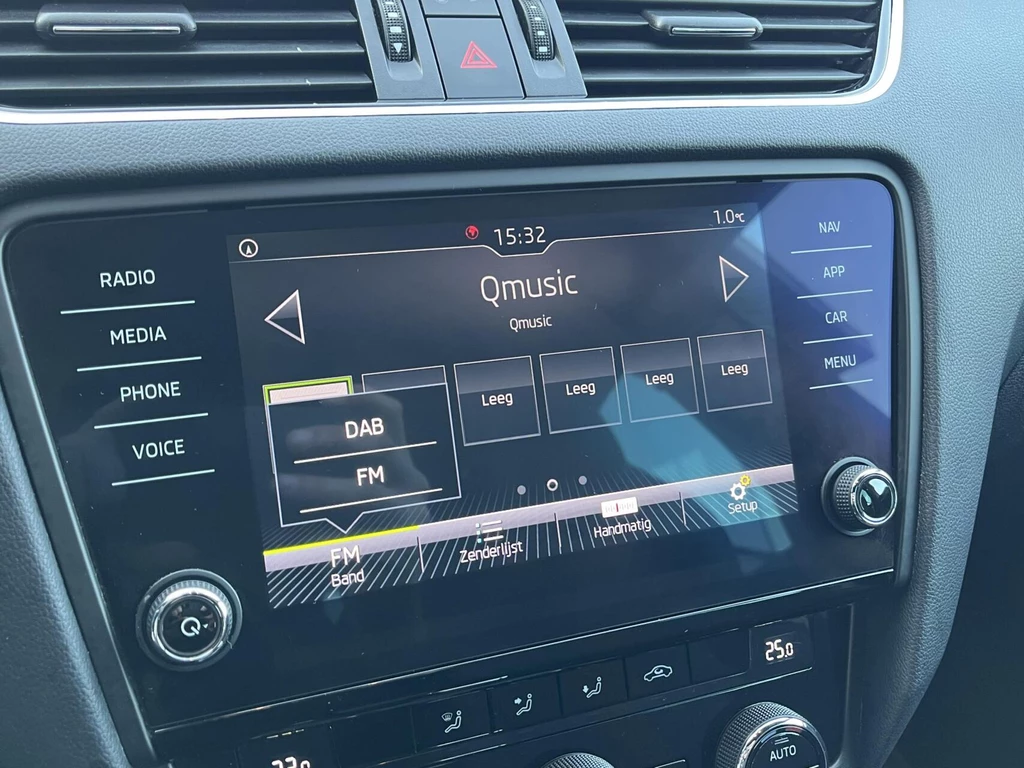 15:32
1.0°C
RADIO
MEDIA
PHONE
VOICE
Qmusic
Qmusic
Leeg
Leeg
Leeg
Leeg
DAB
FM
FM
Band
Zenderlijst
Handmatig
Setup
NAV
APP
CAR
MENU
25.0
AUTO